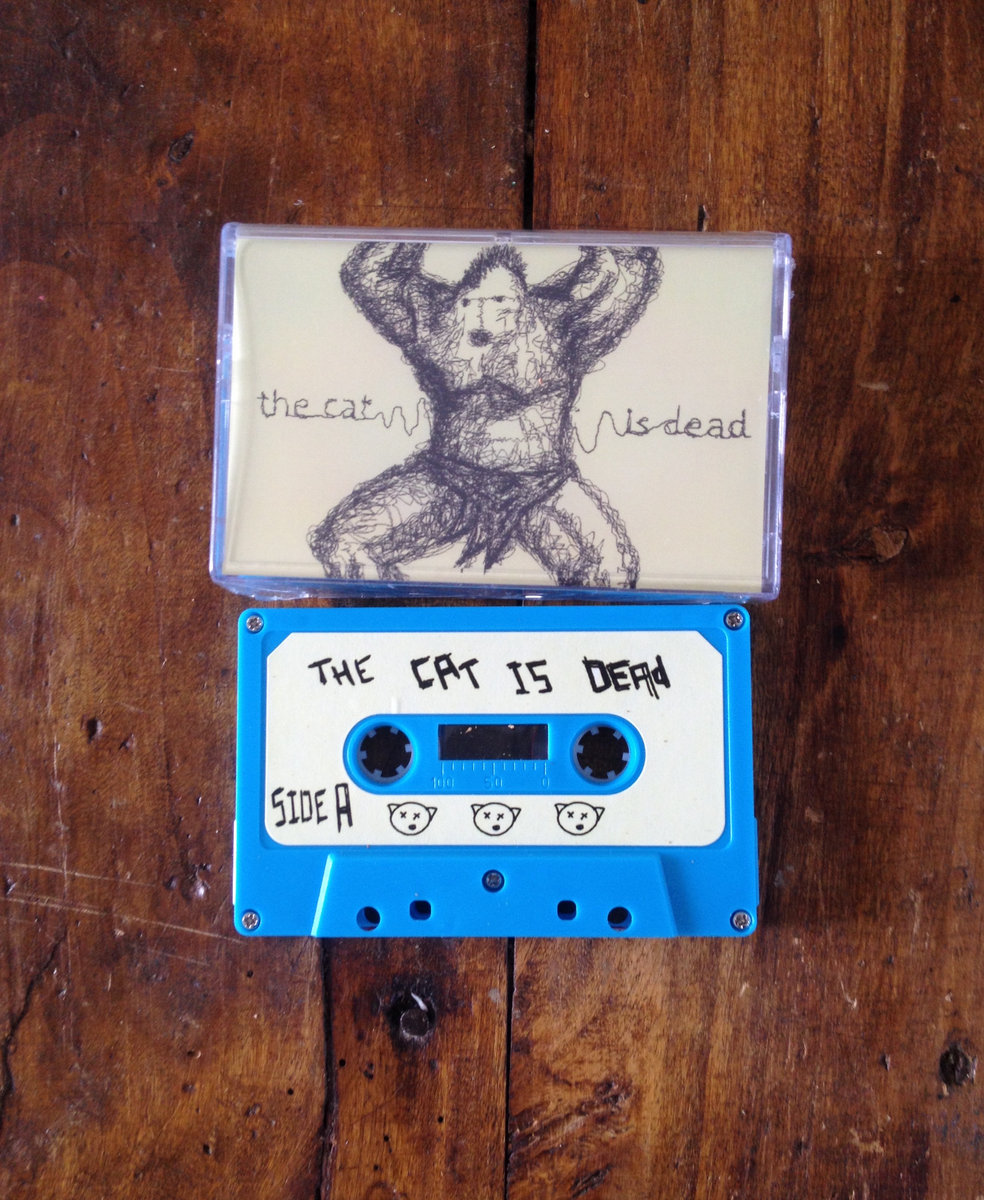 the cat is dead
THE CAT IS DEAd
100 50 0
SIDE A